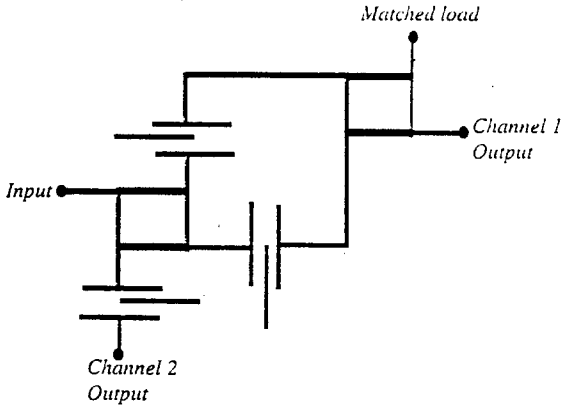 Matched load
Channel 1
Output
Input
Channel 2
Output